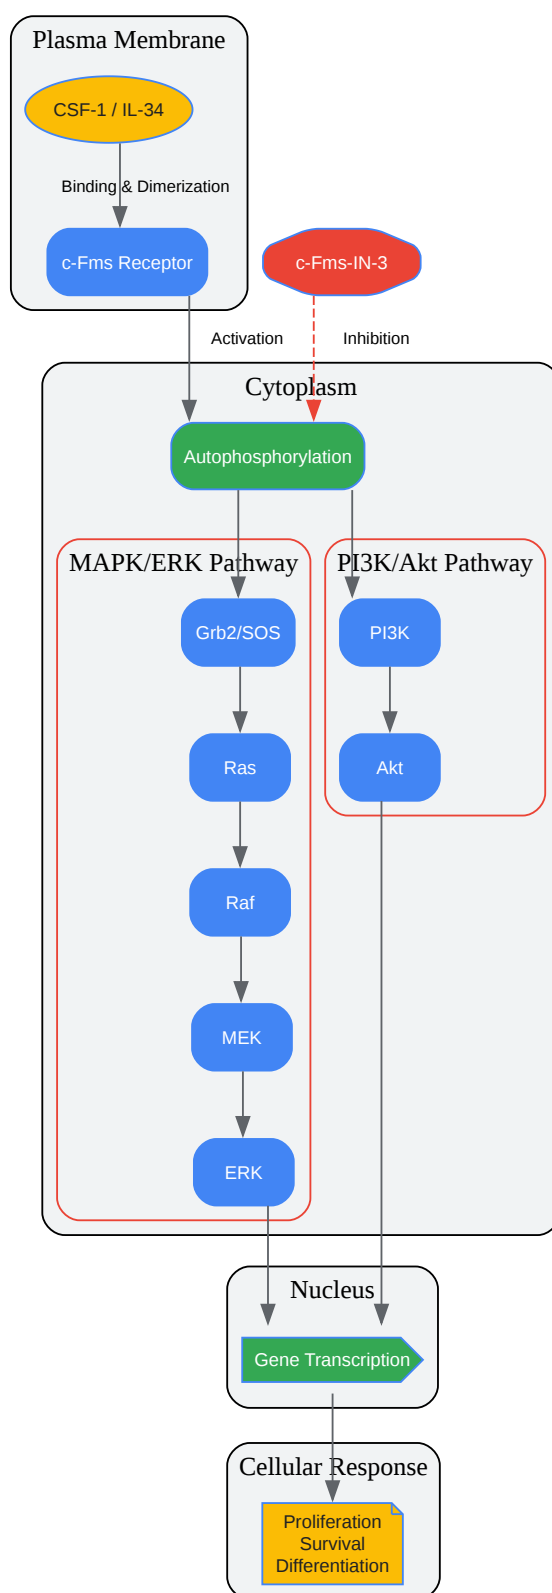 Plasma Membrane
CSF-1 / IL-34
Binding & Dimerization
c-Fms Receptor
c-Fms-IN-3
Activation
Inhibition
Cytoplasm
Autophosphorylation
MAPK/ERK Pathway
PI3K/Akt Pathway
Grb2/SOS
PI3K
Ras
Akt
Raf
MEK
ERK
Nucleus
Gene Transcription
Cellular Response
Proliferation
Survival
Differentiation